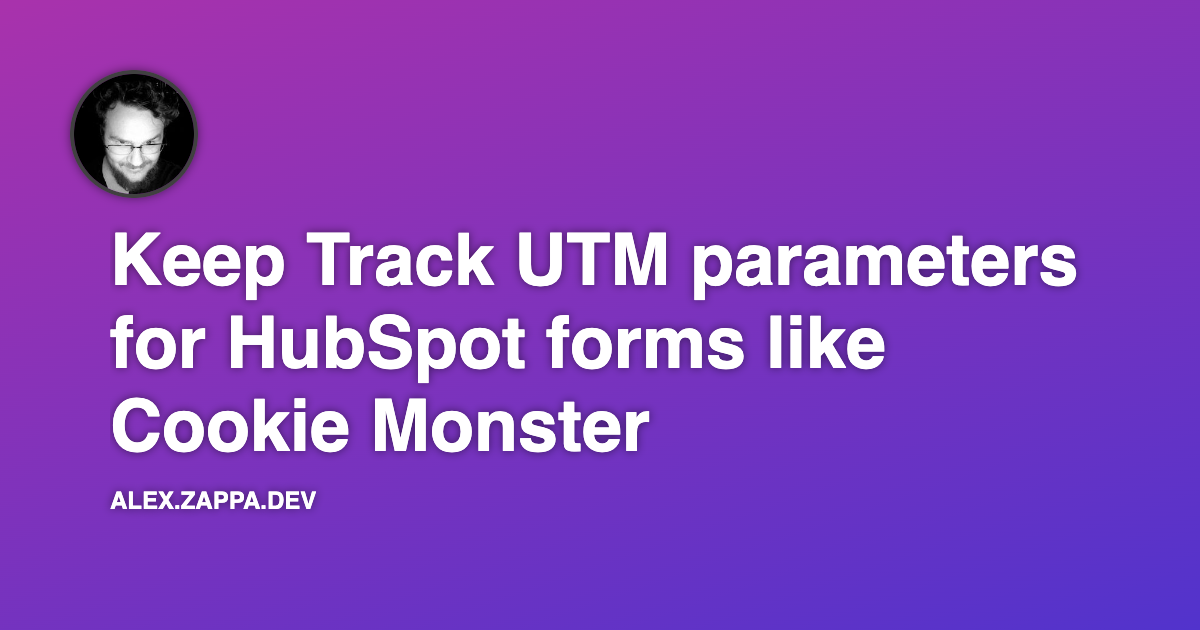 Keep Track UTM parameters
for HubSpot forms like
Cookie Monster
ALEX.ZAPPA.DEV